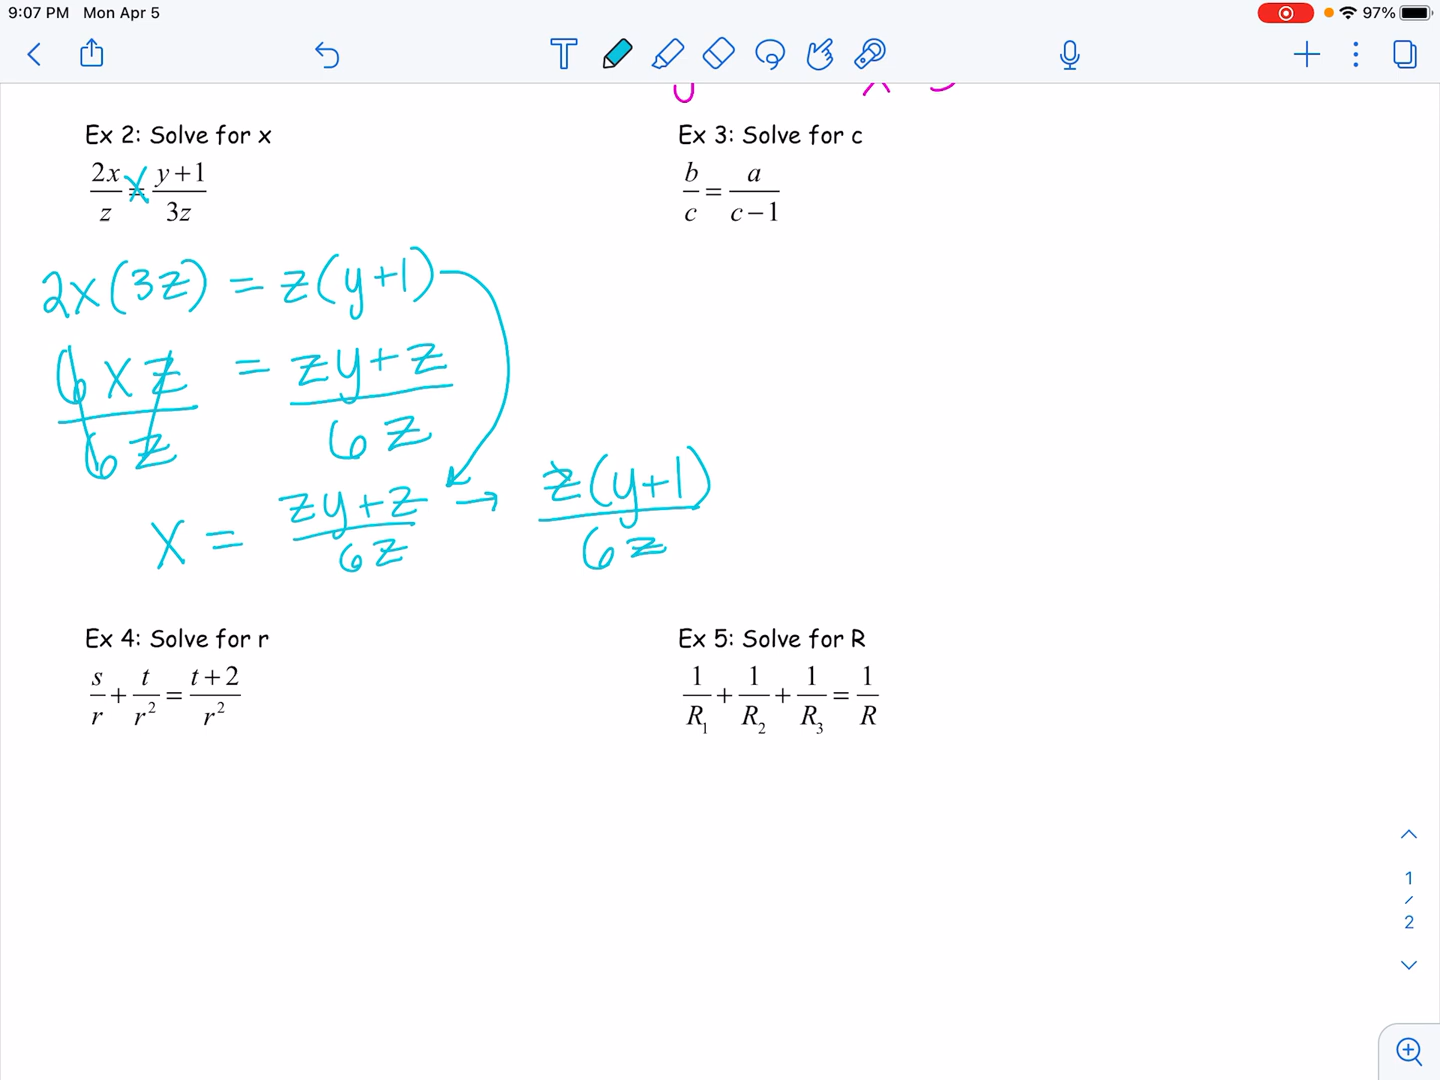 9:07 PM Mon Apr 5
97%
T
Ex 2: Solve for x
2x/z = (y+1)/3z
2x(3z) = z(y+1)
6xz/6z = (zy+z)/6z
x = (zy+z)/6z → z(y+1)/6z
Ex 3: Solve for c
b/c = a/(c−1)
Ex 4: Solve for r
s/r + t/r² = (t+2)/r²
Ex 5: Solve for R
1/R₁ + 1/R₂ + 1/R₃ = 1/R
1
/
2